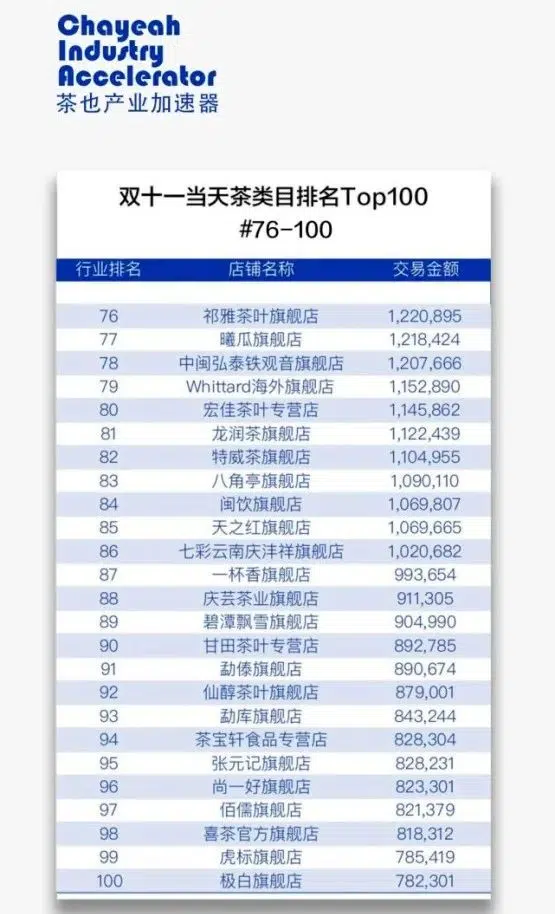 Chayeah
Industry
Accelerator
茶也产业加速器
双十一当天茶类目排名Top100
#76-100
行业排名 店铺名称 交易金额
76 祁雅茶叶旗舰店 1,220,895
77 曦瓜旗舰店 1,218,424
78 中闽弘泰铁观音旗舰店 1,207,666
79 Whittard海外旗舰店 1,152,890
80 宏佳茶叶专营店 1,145,862
81 龙润茶旗舰店 1,122,439
82 特威茶旗舰店 1,104,955
83 八角亭旗舰店 1,090,110
84 闽饮旗舰店 1,069,807
85 天之红旗舰店 1,069,665
86 七彩云南庆沣祥旗舰店 1,020,682
87 一杯香旗舰店 993,654
88 庆芸茶业旗舰店 911,305
89 碧潭飘雪旗舰店 904,990
90 甘田茶叶专营店 892,785
91 勐傣旗舰店 890,674
92 仙醇茶叶旗舰店 879,001
93 勐库旗舰店 843,244
94 茶宝轩食品专营店 828,304
95 张元记旗舰店 828,231
96 尚一好旗舰店 823,301
97 佰儒旗舰店 821,379
98 喜茶官方旗舰店 818,312
99 虎标旗舰店 785,419
100 极白旗舰店 782,301